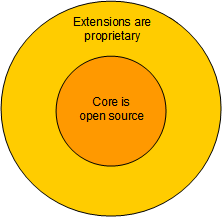 Extensions are
proprietary
Core is
open source